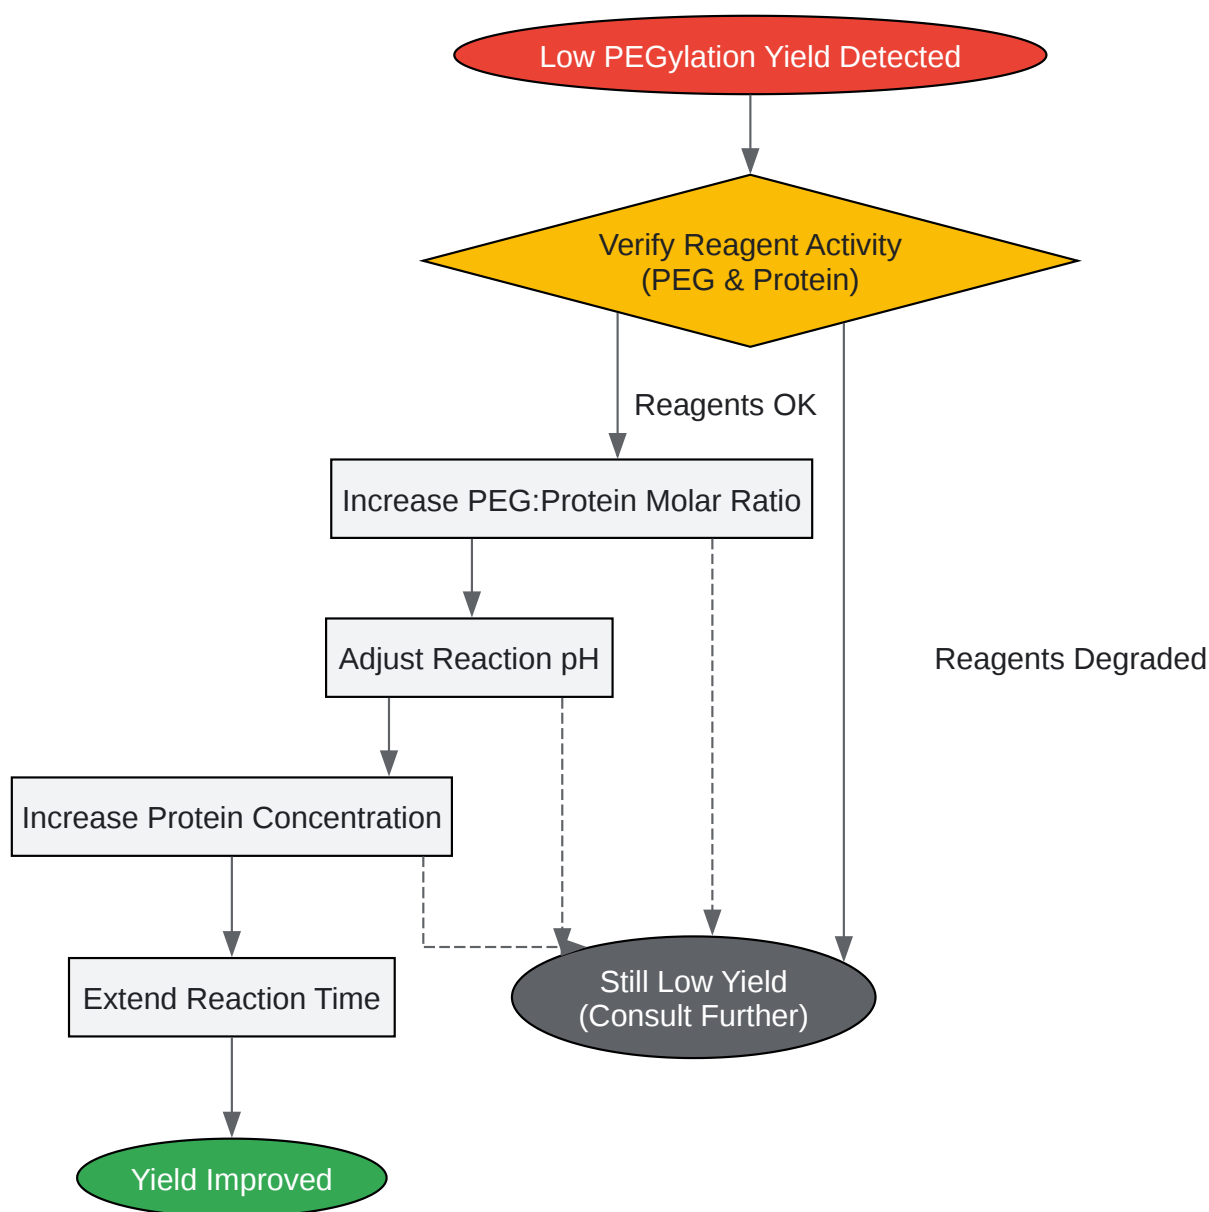 Low PEGylation Yield Detected
Verify Reagent Activity
(PEG & Protein)
Reagents OK
Increase PEG:Protein Molar Ratio
Adjust Reaction pH
Reagents Degraded
Increase Protein Concentration
Extend Reaction Time
Still Low Yield
(Consult Further)
Yield Improved